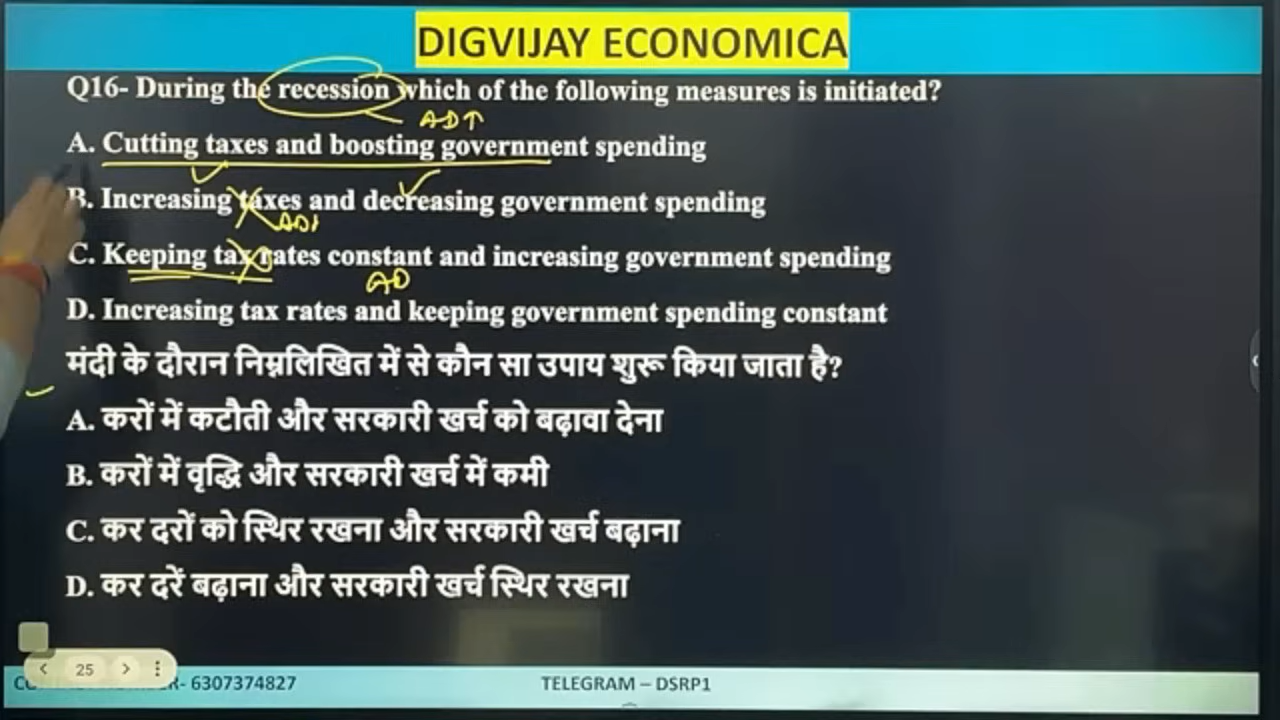 DIGVIJAY ECONOMICA
Q16- During the recession which of the following measures is initiated?
AD↑
A. Cutting taxes and boosting government spending
B. Increasing taxes and decreasing government spending
AD↓
C. Keeping tax rates constant and increasing government spending
AD
D. Increasing tax rates and keeping government spending constant
मंदी के दौरान निम्नलिखित में से कौन सा उपाय शुरू किया जाता है?
A. करों में कटौती और सरकारी खर्च को बढ़ावा देना
B. करों में वृद्धि और सरकारी खर्च में कमी
C. कर दरों को स्थिर रखना और सरकारी खर्च बढ़ाना
D. कर दरें बढ़ाना और सरकारी खर्च स्थिर रखना
25
6307374827 TELEGRAM – DSRP1